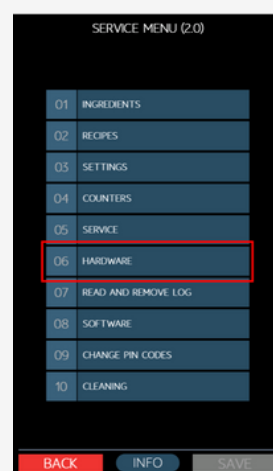 SERVICE MENU (2.0)
01 INGREDIENTS
02 RECIPES
03 SETTINGS
04 COUNTERS
05 SERVICE
06 HARDWARE
07 READ AND REMOVE LOG
08 SOFTWARE
09 CHANGE PIN CODES
10 CLEANING
BACK INFO SAVE